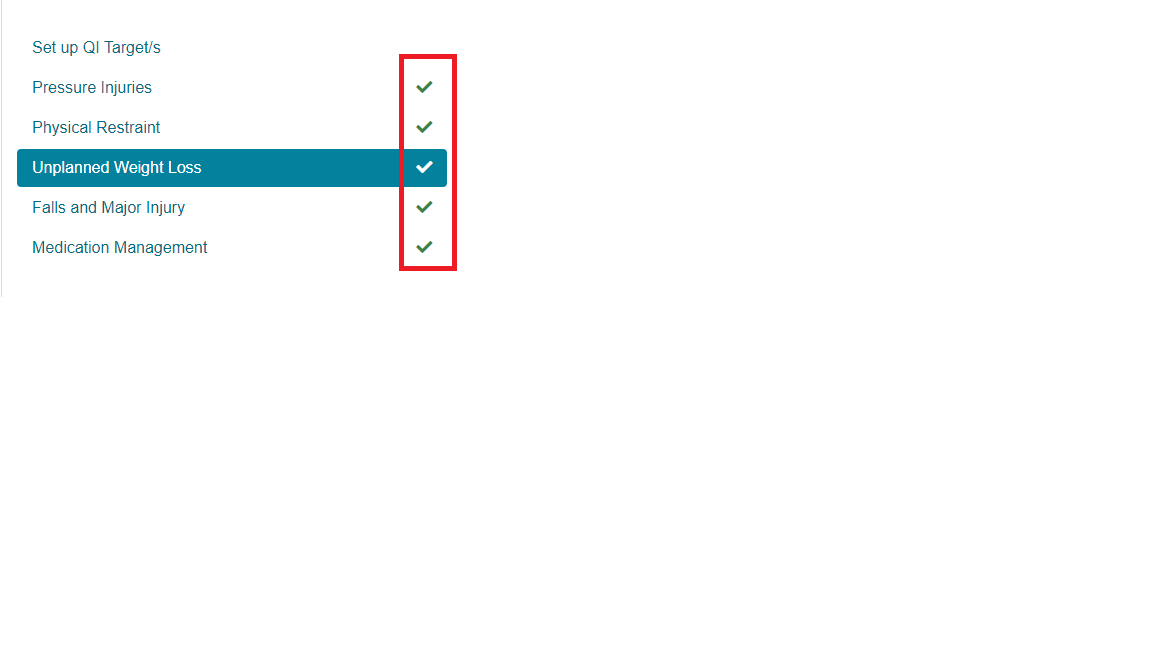 Set up QI Target/s
Pressure Injuries
Physical Restraint
Unplanned Weight Loss
Falls and Major Injury
Medication Management